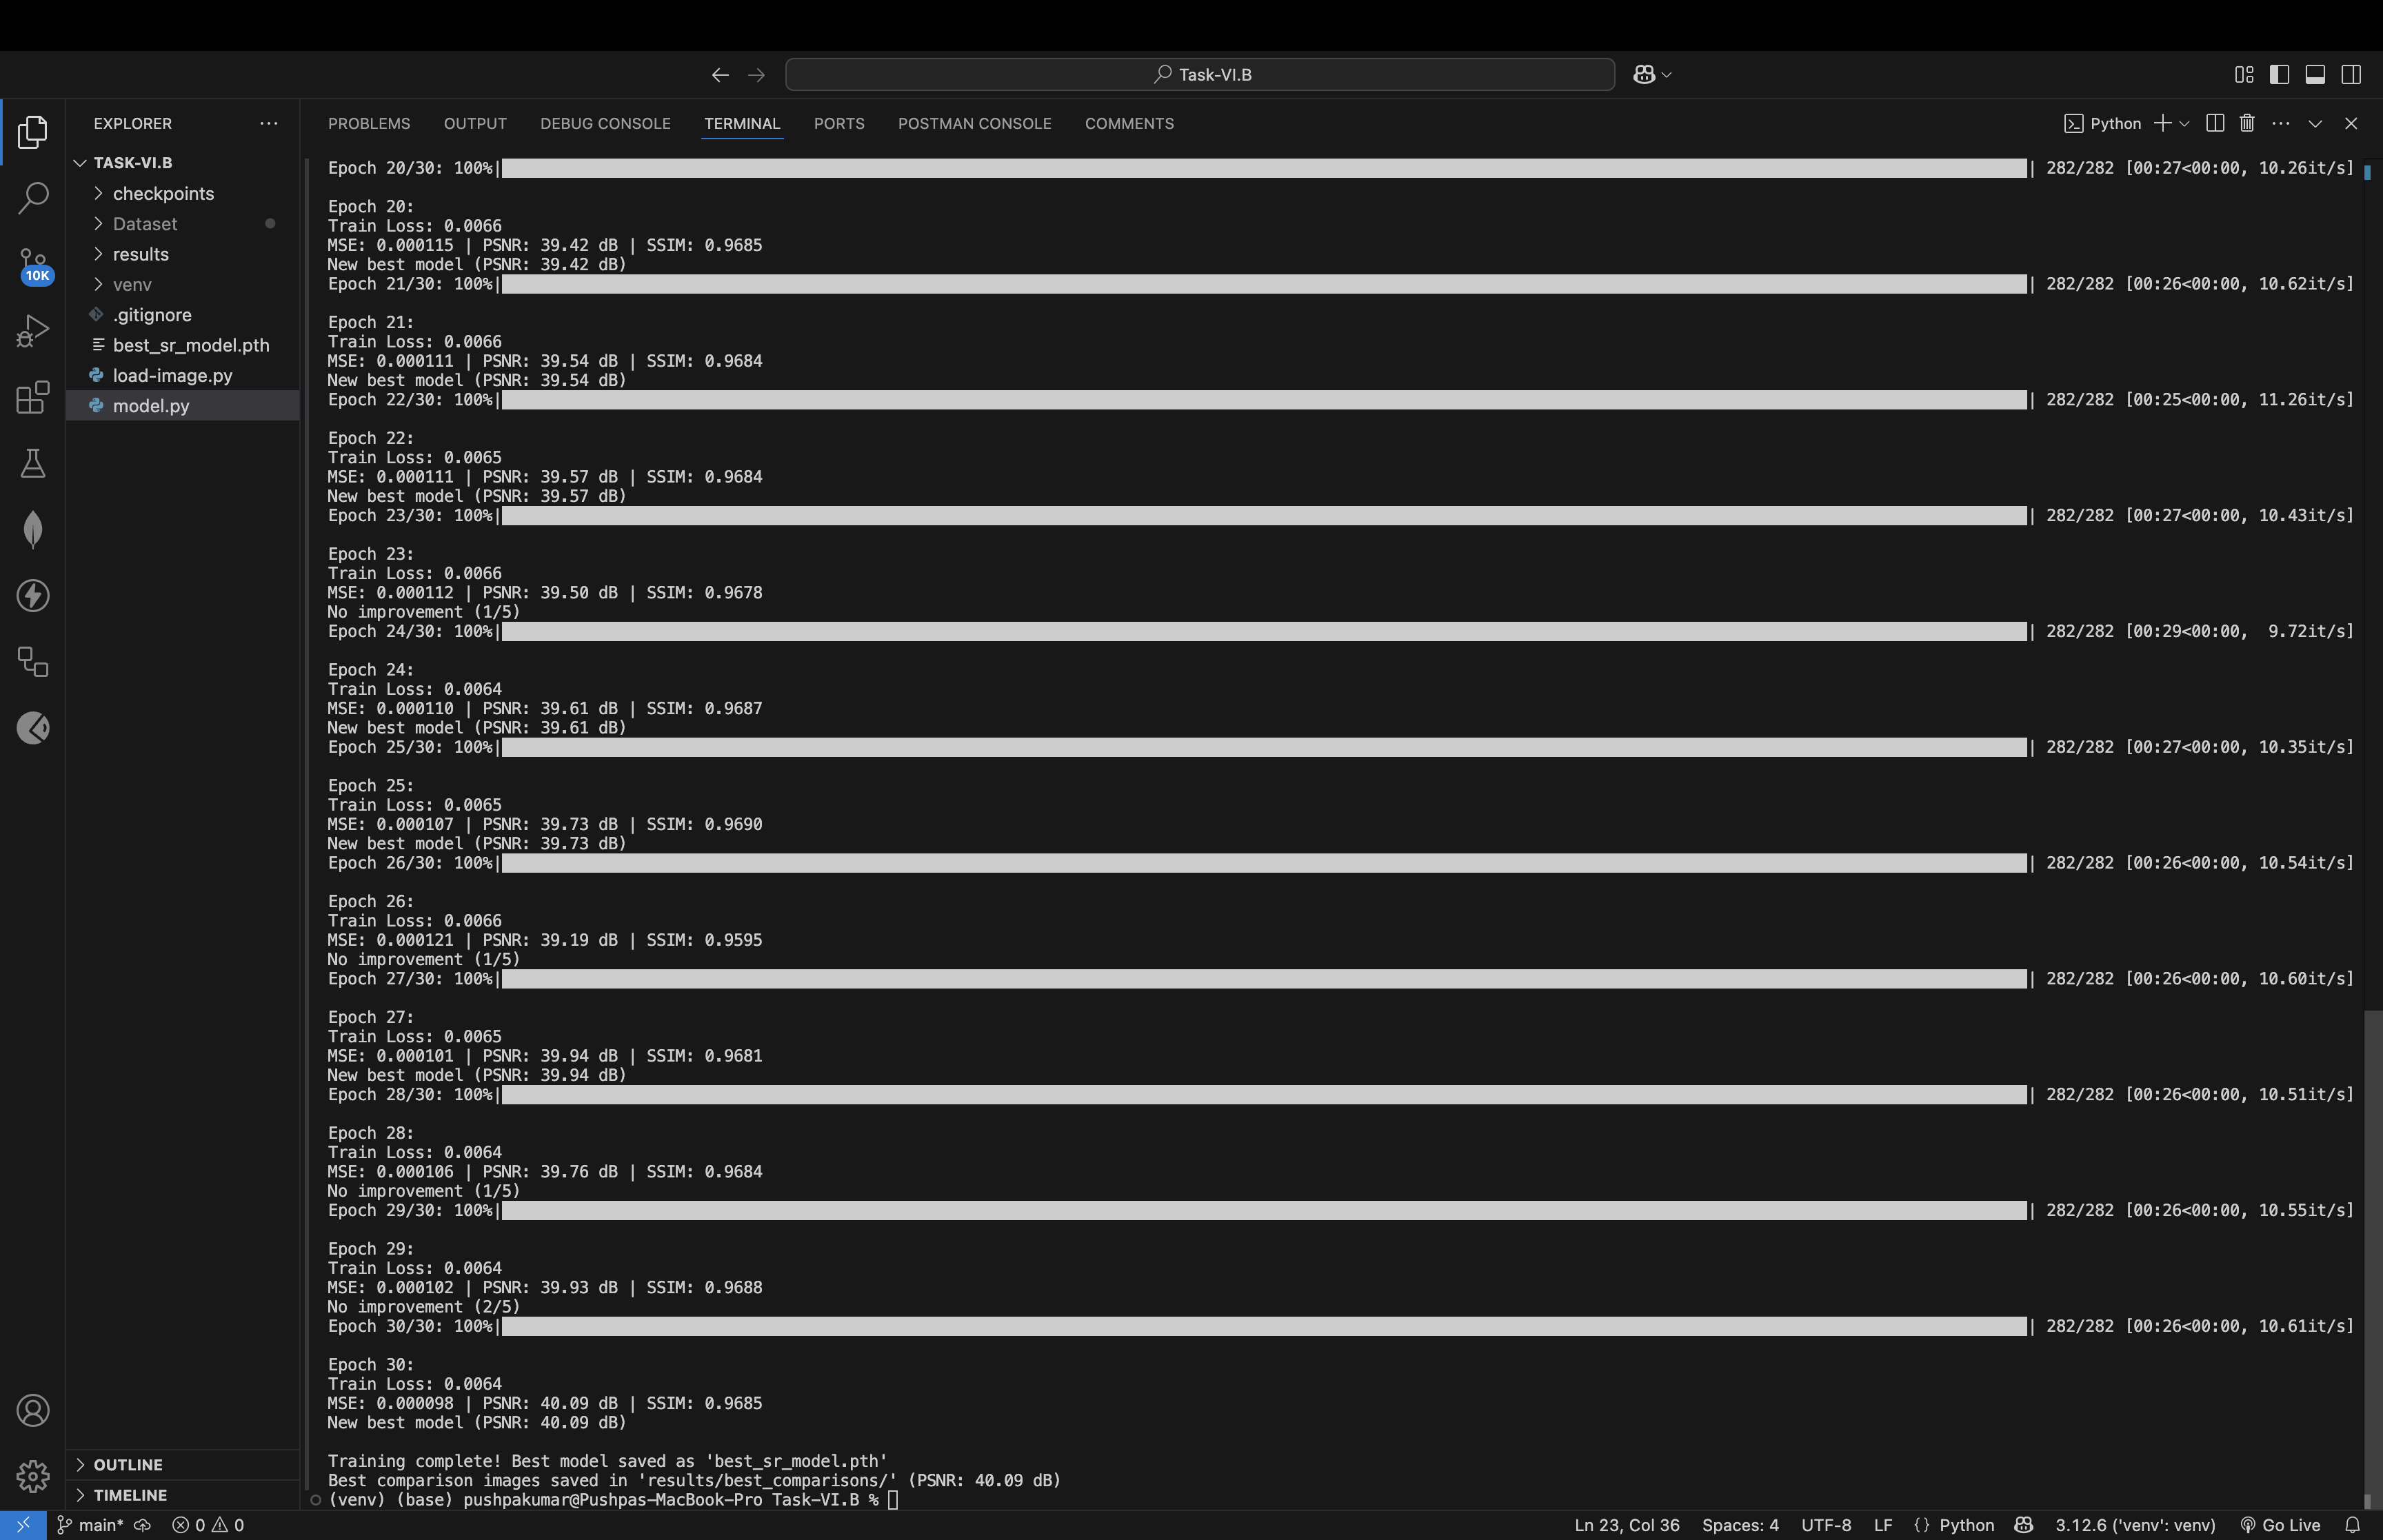 Task-VI.B
EXPLORER
TASK-VI.B
checkpoints
Dataset
results
venv
.gitignore
best_sr_model.pth
load-image.py
model.py
10K
OUTLINE
TIMELINE
PROBLEMS OUTPUT DEBUG CONSOLE TERMINAL PORTS POSTMAN CONSOLE COMMENTS
Python
Epoch 20/30: 100%| | 282/282 [00:27<00:00, 10.26it/s]
Epoch 20:
Train Loss: 0.0066
MSE: 0.000115 | PSNR: 39.42 dB | SSIM: 0.9685
New best model (PSNR: 39.42 dB)
Epoch 21/30: 100%| | 282/282 [00:26<00:00, 10.62it/s]
Epoch 21:
Train Loss: 0.0066
MSE: 0.000111 | PSNR: 39.54 dB | SSIM: 0.9684
New best model (PSNR: 39.54 dB)
Epoch 22/30: 100%| | 282/282 [00:25<00:00, 11.26it/s]
Epoch 22:
Train Loss: 0.0065
MSE: 0.000111 | PSNR: 39.57 dB | SSIM: 0.9684
New best model (PSNR: 39.57 dB)
Epoch 23/30: 100%| | 282/282 [00:27<00:00, 10.43it/s]
Epoch 23:
Train Loss: 0.0066
MSE: 0.000112 | PSNR: 39.50 dB | SSIM: 0.9678
No improvement (1/5)
Epoch 24/30: 100%| | 282/282 [00:29<00:00,  9.72it/s]
Epoch 24:
Train Loss: 0.0064
MSE: 0.000110 | PSNR: 39.61 dB | SSIM: 0.9687
New best model (PSNR: 39.61 dB)
Epoch 25/30: 100%| | 282/282 [00:27<00:00, 10.35it/s]
Epoch 25:
Train Loss: 0.0065
MSE: 0.000107 | PSNR: 39.73 dB | SSIM: 0.9690
New best model (PSNR: 39.73 dB)
Epoch 26/30: 100%| | 282/282 [00:26<00:00, 10.54it/s]
Epoch 26:
Train Loss: 0.0066
MSE: 0.000121 | PSNR: 39.19 dB | SSIM: 0.9595
No improvement (1/5)
Epoch 27/30: 100%| | 282/282 [00:26<00:00, 10.60it/s]
Epoch 27:
Train Loss: 0.0065
MSE: 0.000101 | PSNR: 39.94 dB | SSIM: 0.9681
New best model (PSNR: 39.94 dB)
Epoch 28/30: 100%| | 282/282 [00:26<00:00, 10.51it/s]
Epoch 28:
Train Loss: 0.0064
MSE: 0.000106 | PSNR: 39.76 dB | SSIM: 0.9684
No improvement (1/5)
Epoch 29/30: 100%| | 282/282 [00:26<00:00, 10.55it/s]
Epoch 29:
Train Loss: 0.0064
MSE: 0.000102 | PSNR: 39.93 dB | SSIM: 0.9688
No improvement (2/5)
Epoch 30/30: 100%| | 282/282 [00:26<00:00, 10.61it/s]
Epoch 30:
Train Loss: 0.0064
MSE: 0.000098 | PSNR: 40.09 dB | SSIM: 0.9685
New best model (PSNR: 40.09 dB)
Training complete! Best model saved as 'best_sr_model.pth'
Best comparison images saved in 'results/best_comparisons/' (PSNR: 40.09 dB)
(venv) (base) pushpakumar@Pushpas-MacBook-Pro Task-VI.B %
main* 0 0 Ln 23, Col 36 Spaces: 4 UTF-8 LF {} Python 3.12.6 ('venv': venv) Go Live